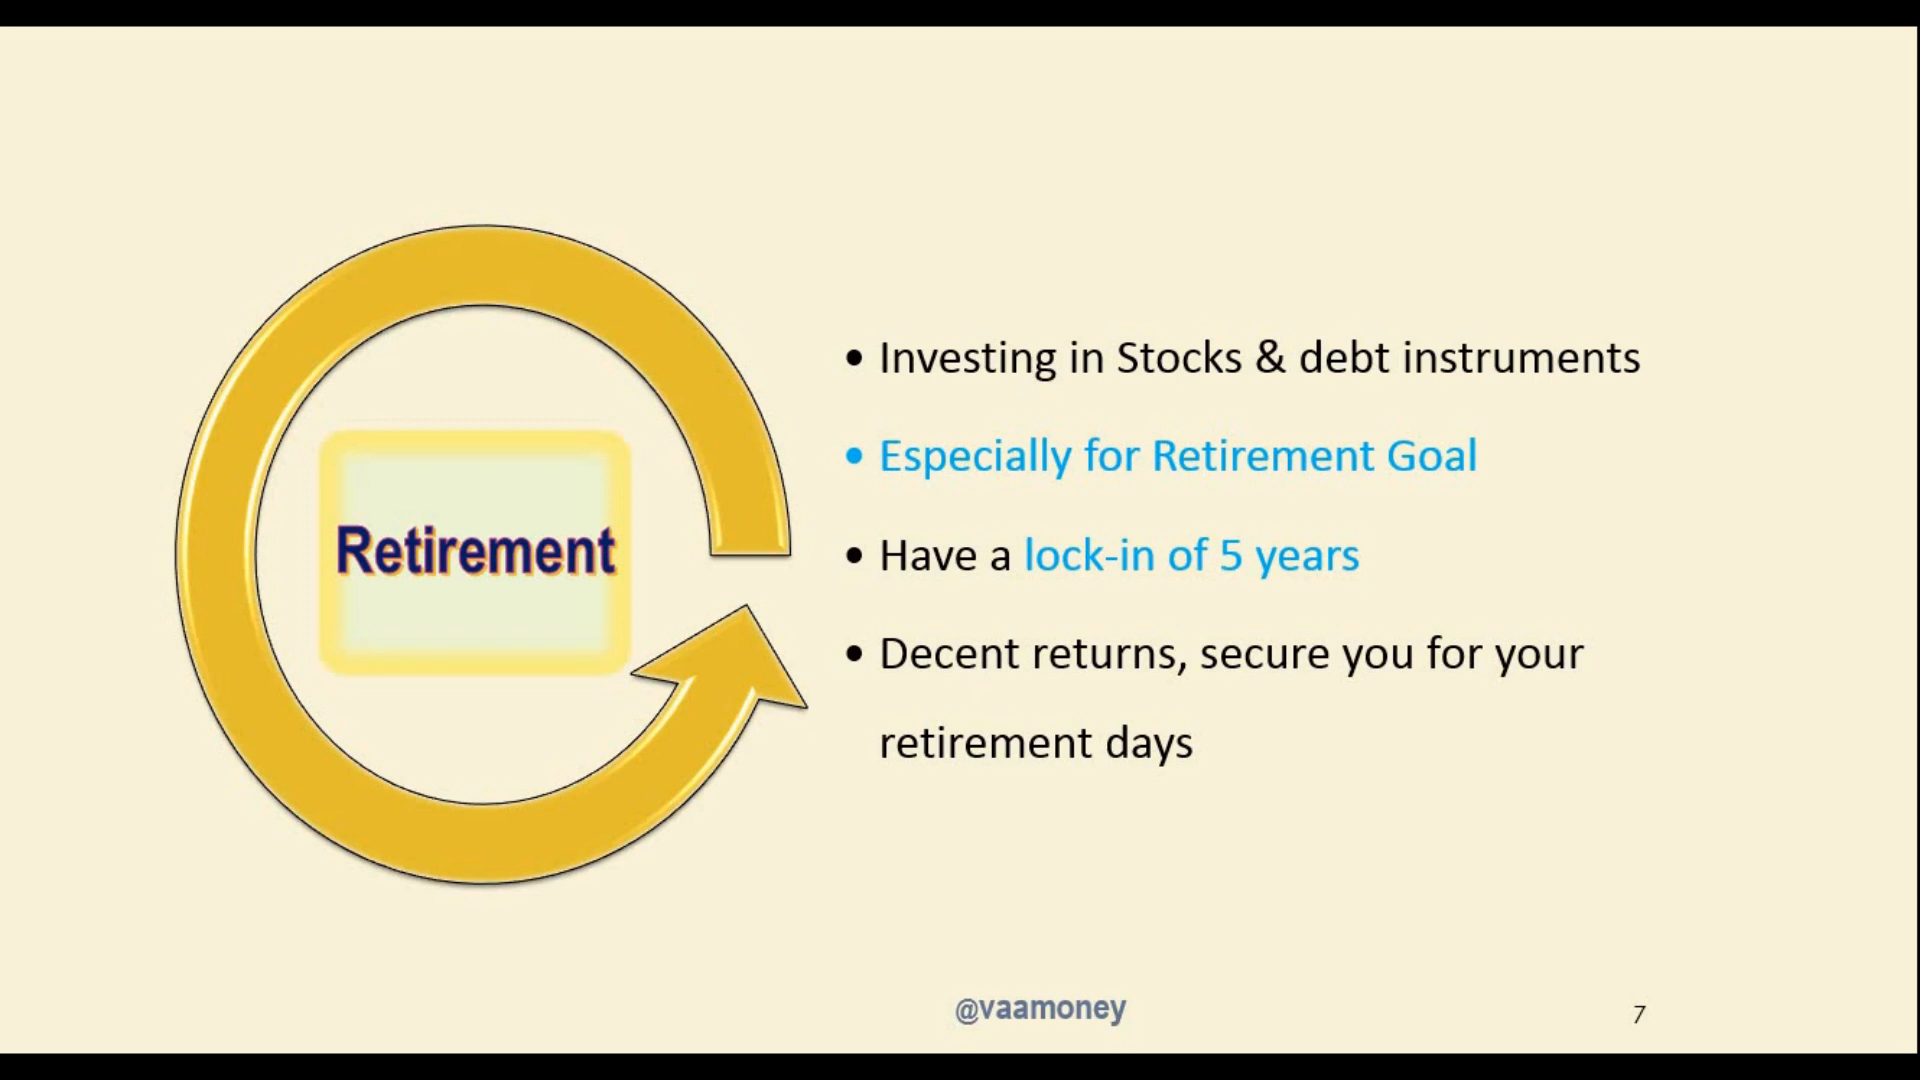 Retirement
• Investing in Stocks & debt instruments
• Especially for Retirement Goal
• Have a lock-in of 5 years
• Decent returns, secure you for your
retirement days
@vaamoney
7